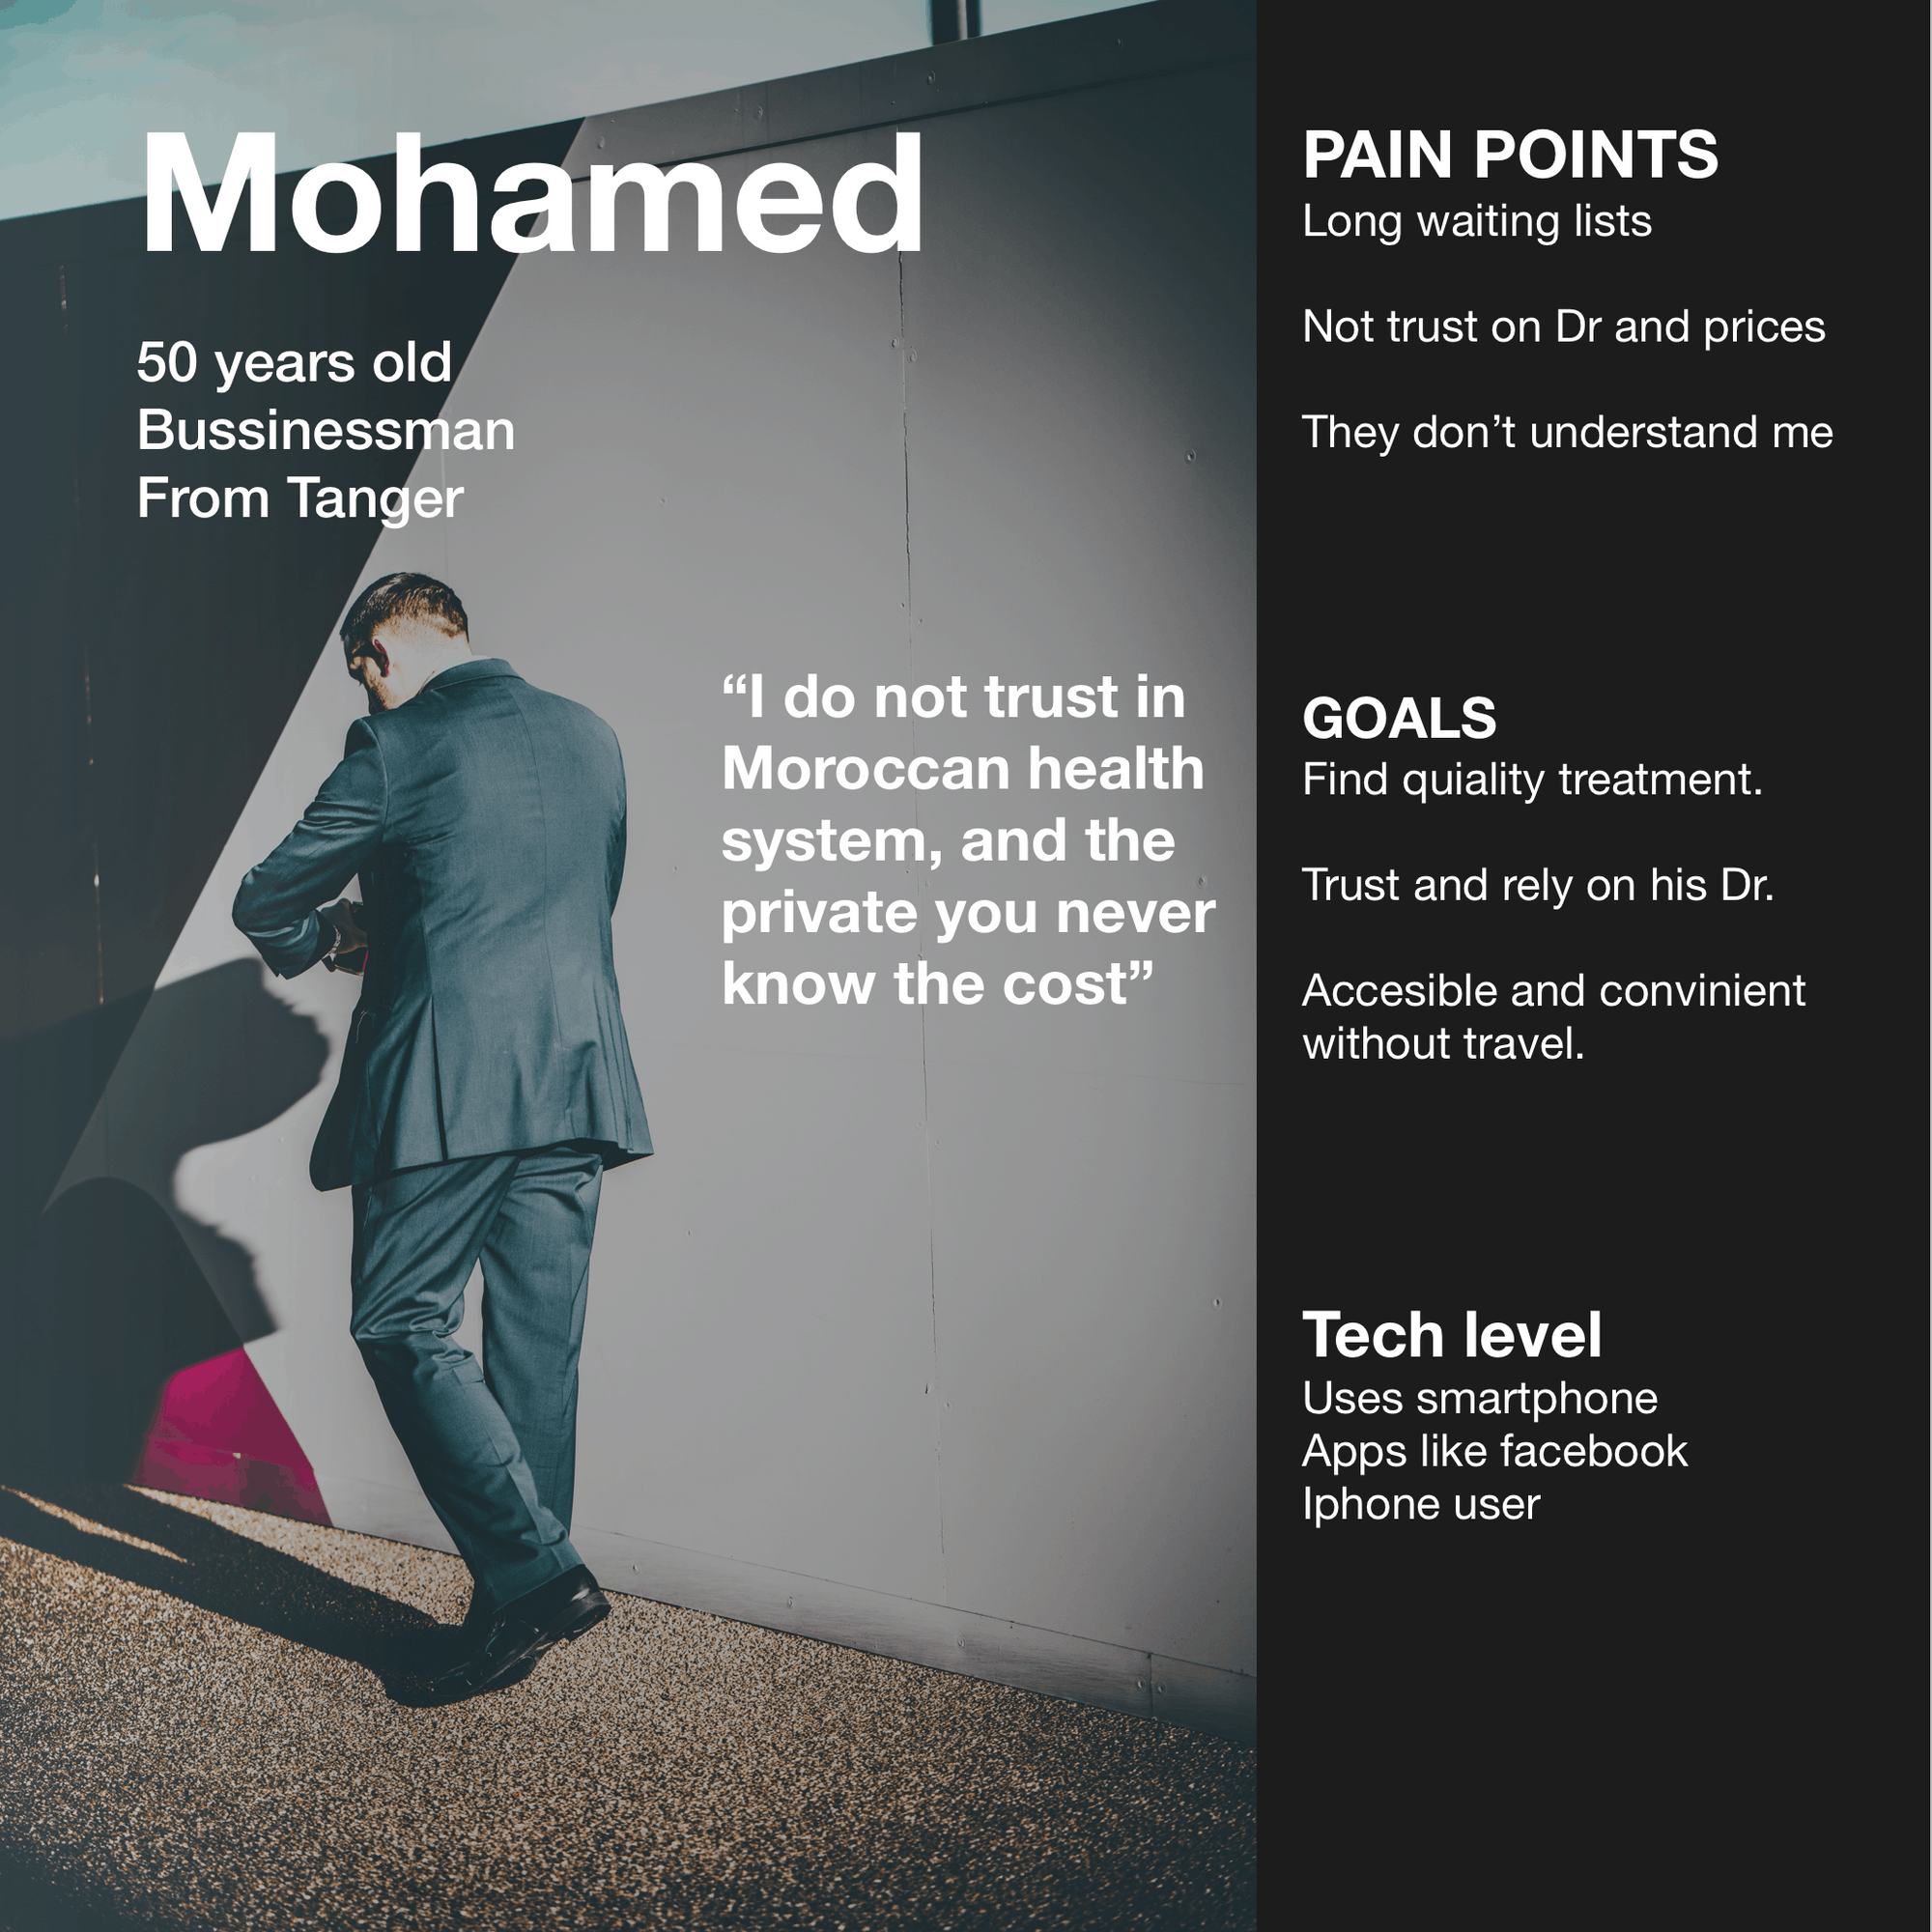 Mohamed
50 years old
Bussinessman
From Tanger
“I do not trust in
Moroccan health
system, and the
private you never
know the cost”
PAIN POINTS
Long waiting lists
Not trust on Dr and prices
They don’t understand me
GOALS
Find quiality treatment.
Trust and rely on his Dr.
Accesible and convinient
without travel.
Tech level
Uses smartphone
Apps like facebook
Iphone user